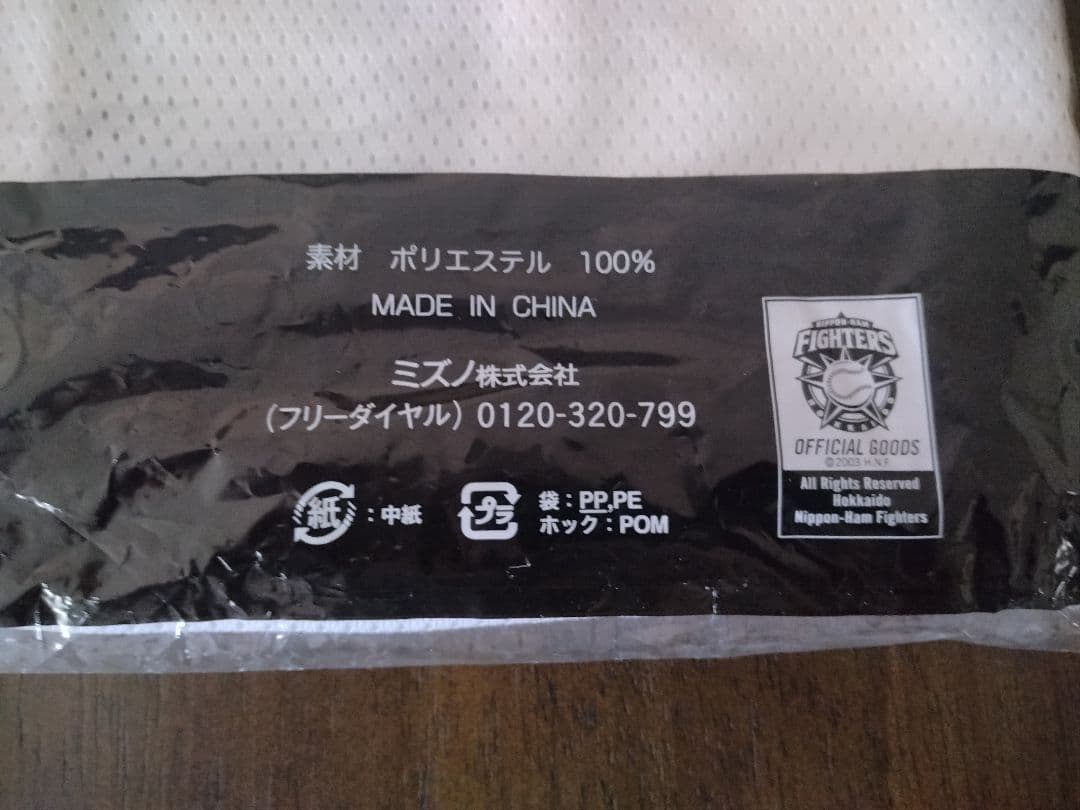 素材 ポリエステル 100%
MADE IN CHINA
ミズノ株式会社
(フリーダイヤル) 0120-320-799
紙 : 中紙
プラ 袋 : PP,PE
ホック : POM
NIPPON-HAM
FIGHTERS
HOKKAIDO
OFFICIAL GOODS
©2003 H.N.F.
All Rights Reserved
Hokkaido
Nippon-Ham Fighters